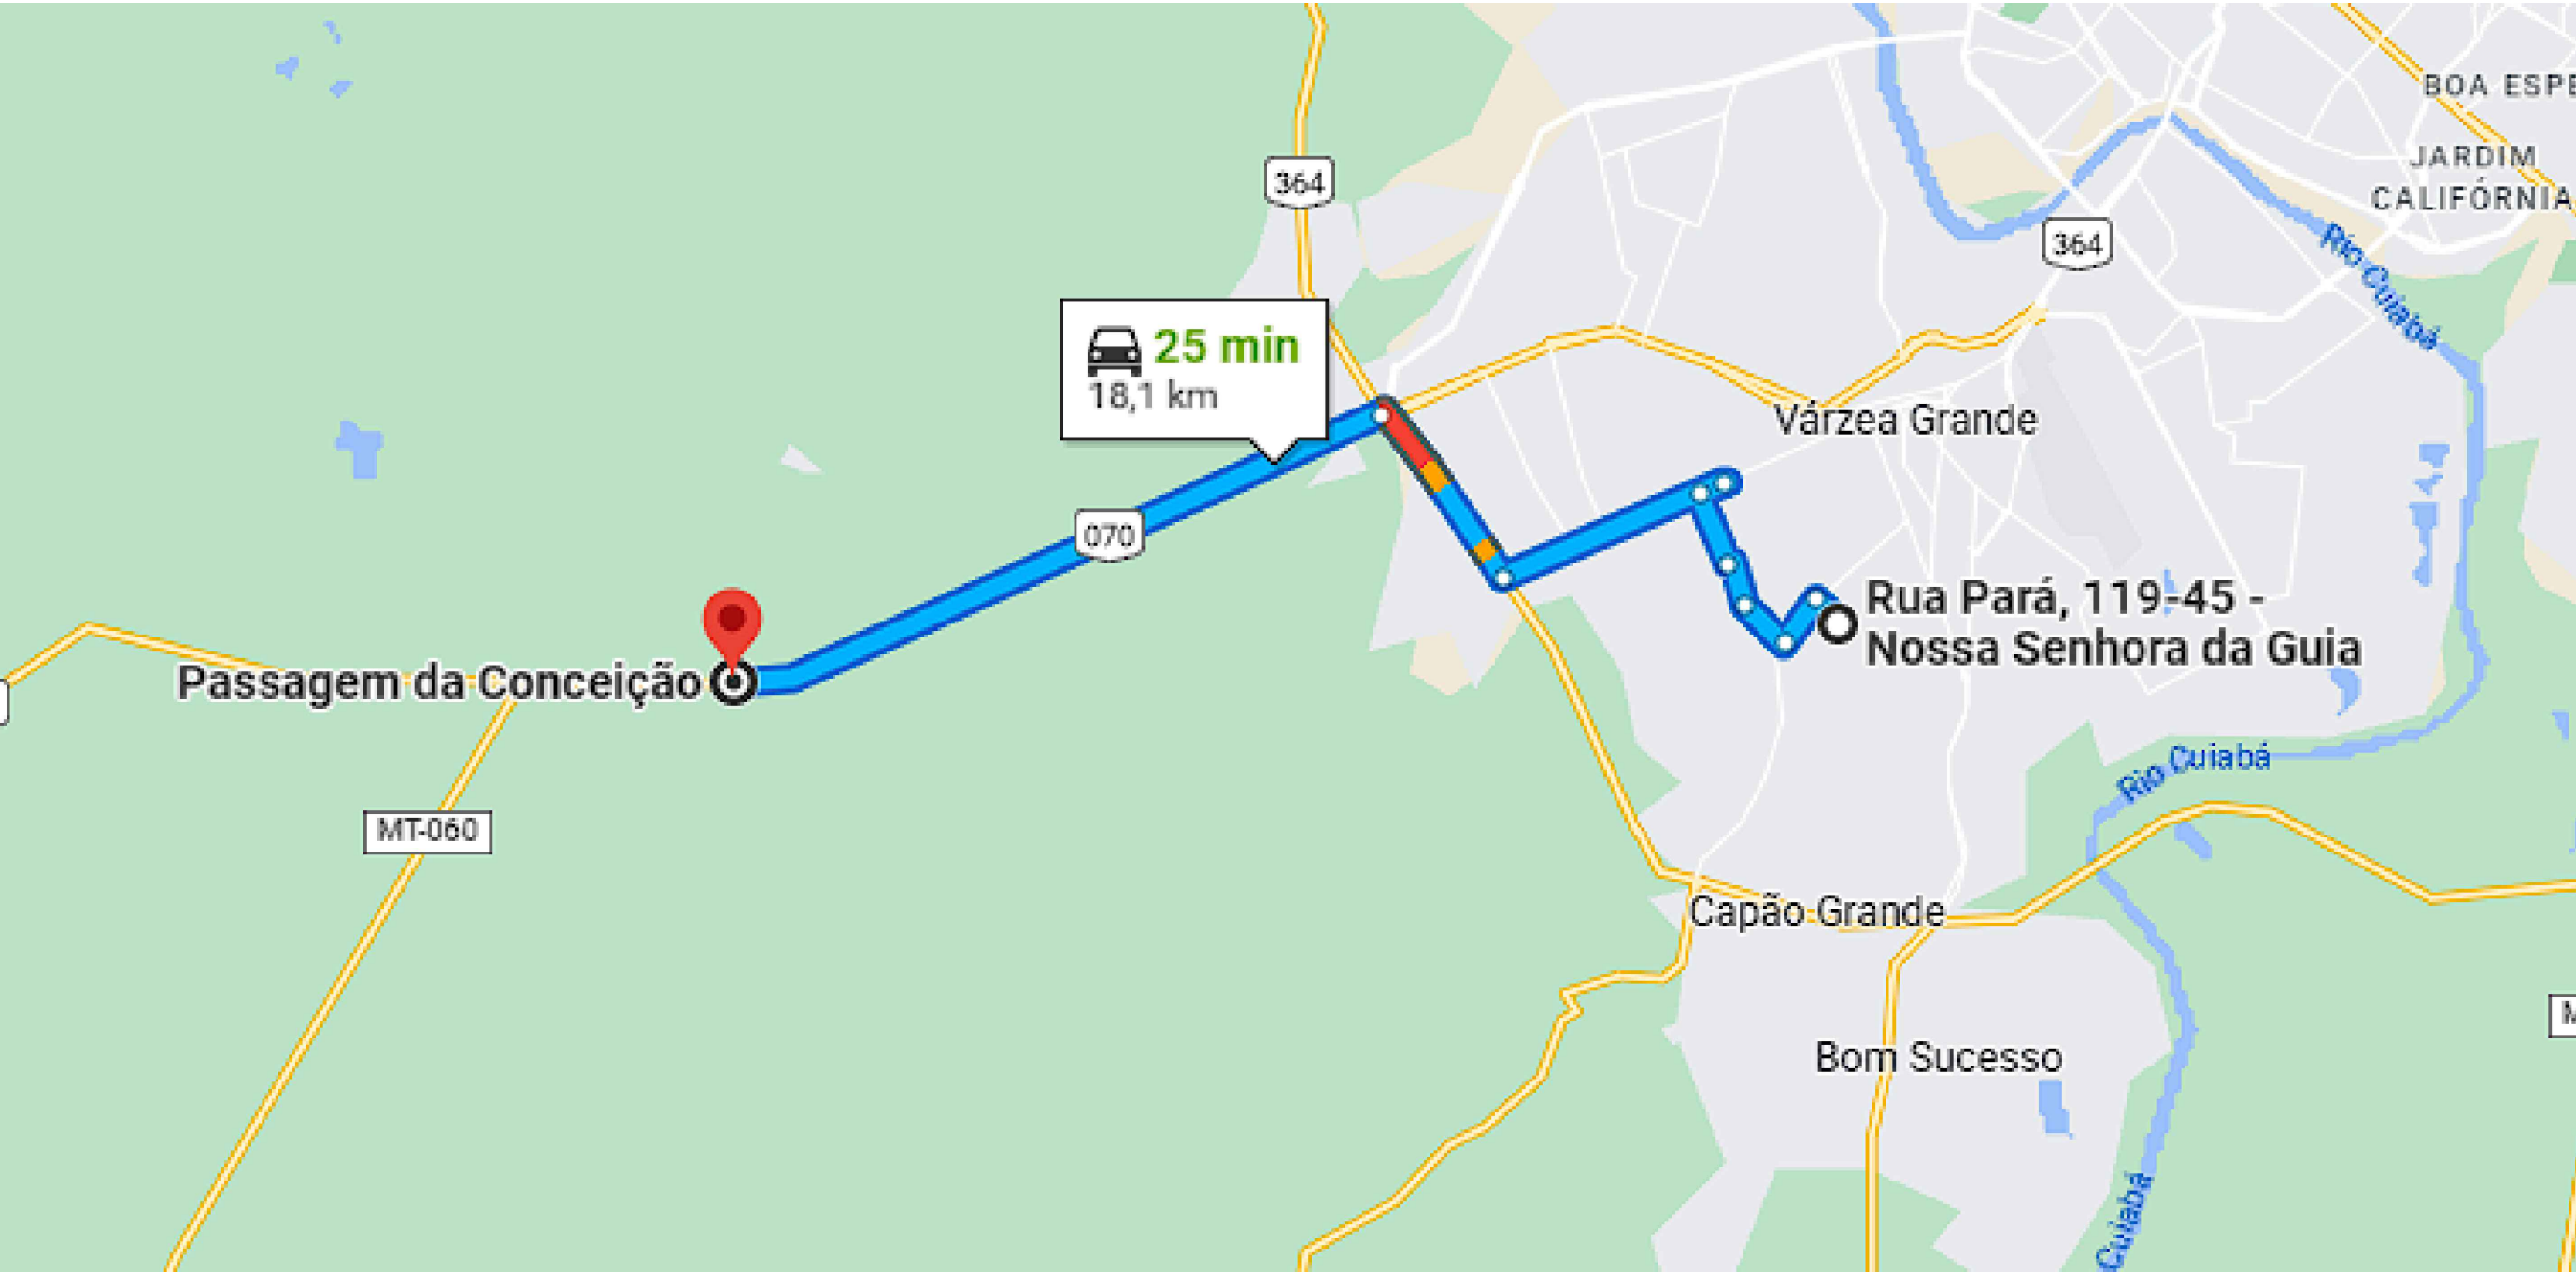 BOA ESPE
JARDIM
CALIFÓRNIA
364
364
Rio Cuiabá
25 min
18,1 km
Várzea Grande
070
Rua Pará, 119-45 -
Nossa Senhora da Guia
Passagem da Conceição
Rio Cuiabá
MT-060
Capão Grande
M
Bom Sucesso
Cuiabá